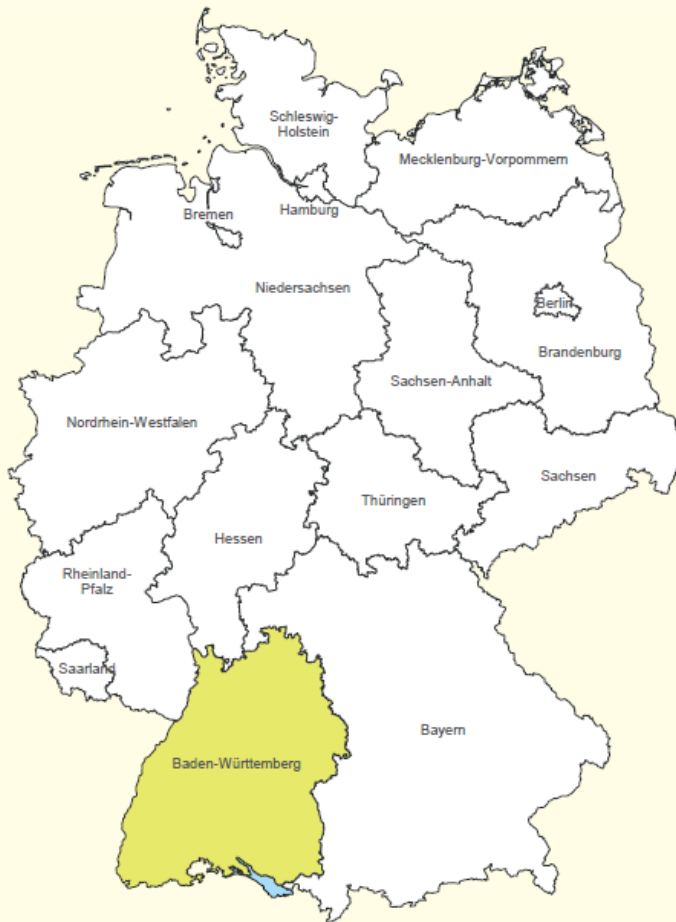 Schleswig-
Holstein
Mecklenburg-Vorpommern
Bremen
Hamburg
Niedersachsen
Berlin
Brandenburg
Sachsen-Anhalt
Nordrhein-Westfalen
Sachsen
Thüringen
Hessen
Rheinland-
Pfalz
Saarland
Bayern
Baden-Württemberg